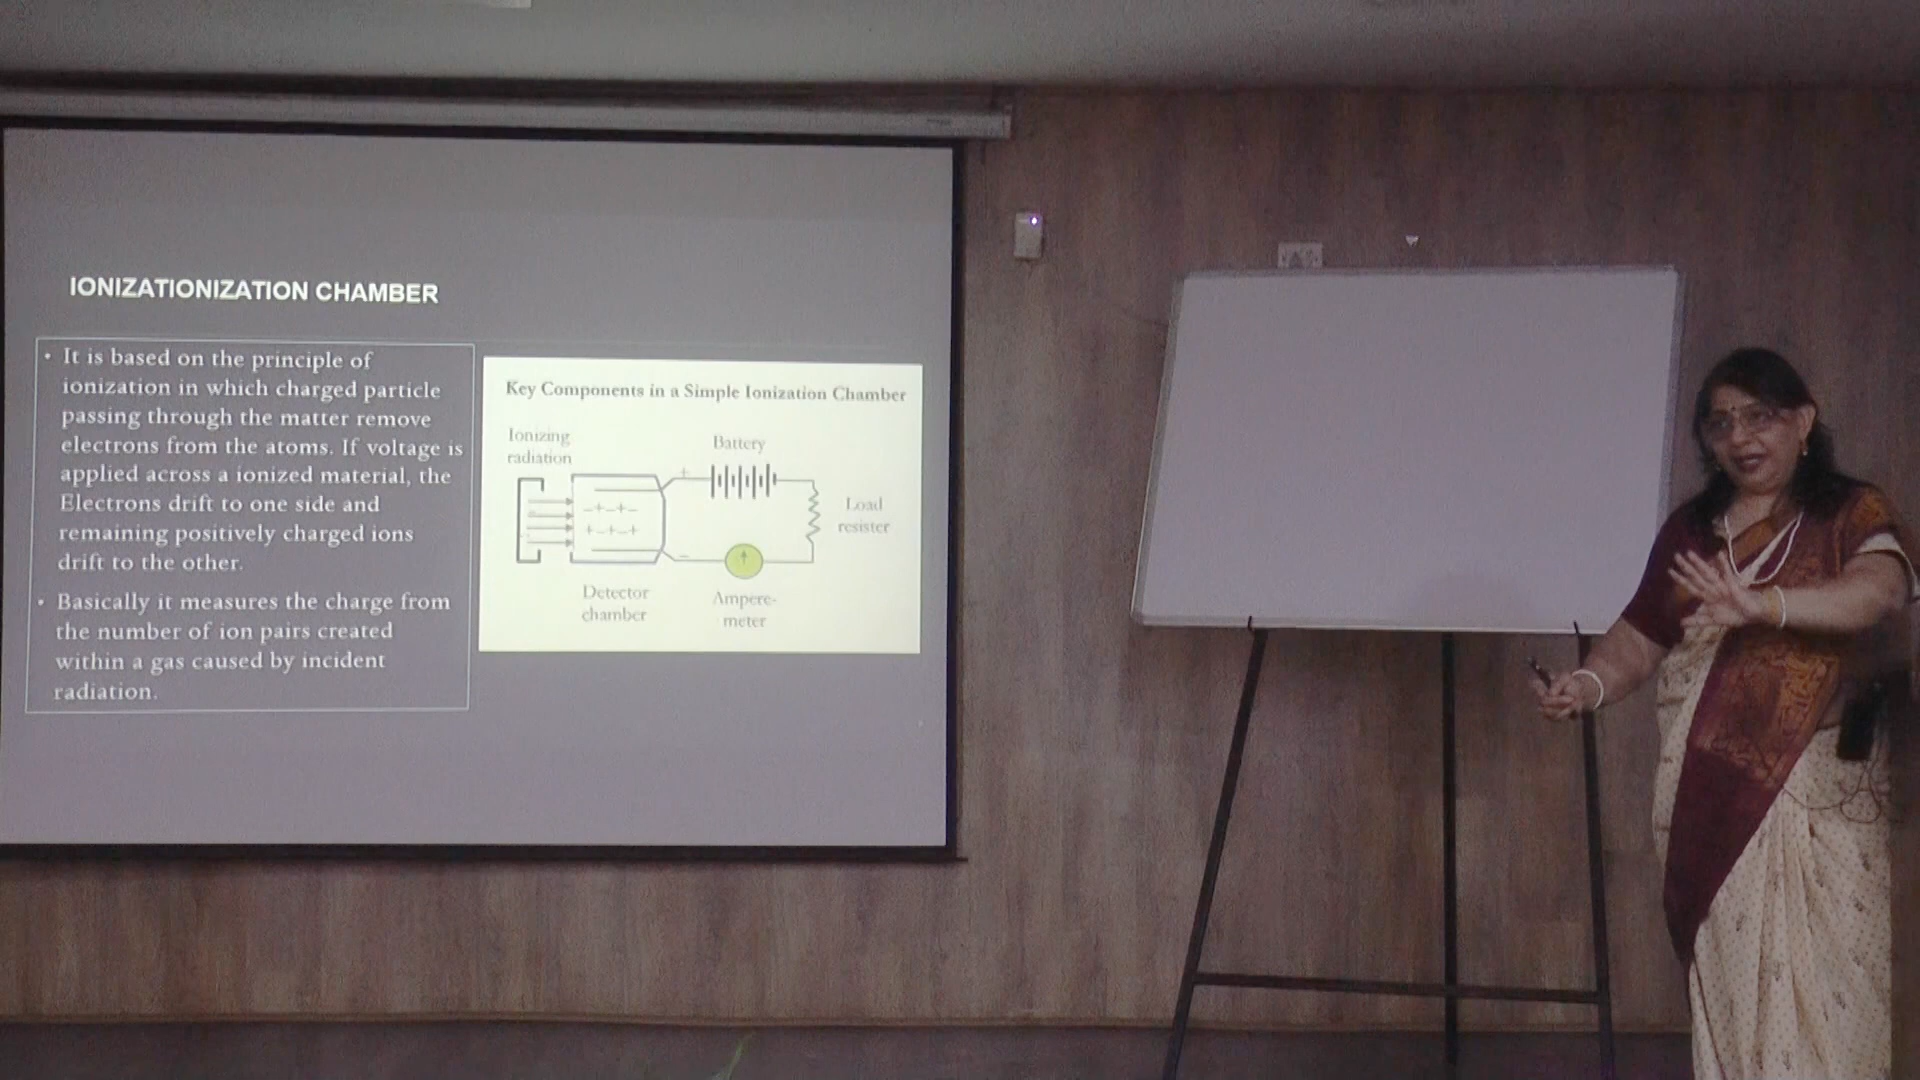 IONIZATIONIZATION CHAMBER
• It is based on the principle of
ionization in which charged particle
passing through the matter remove
electrons from the atoms. If voltage is
applied across a ionized material, the
Electrons drift to one side and
remaining positively charged ions
drift to the other.
• Basically it measures the charge from
the number of ion pairs created
within a gas caused by incident
radiation.
Key Components in a Simple Ionization Chamber
Ionizing
radiation
Battery
+
−+−+−
+−+−+
−
Load
resister
Detector
chamber
Ampere-
meter